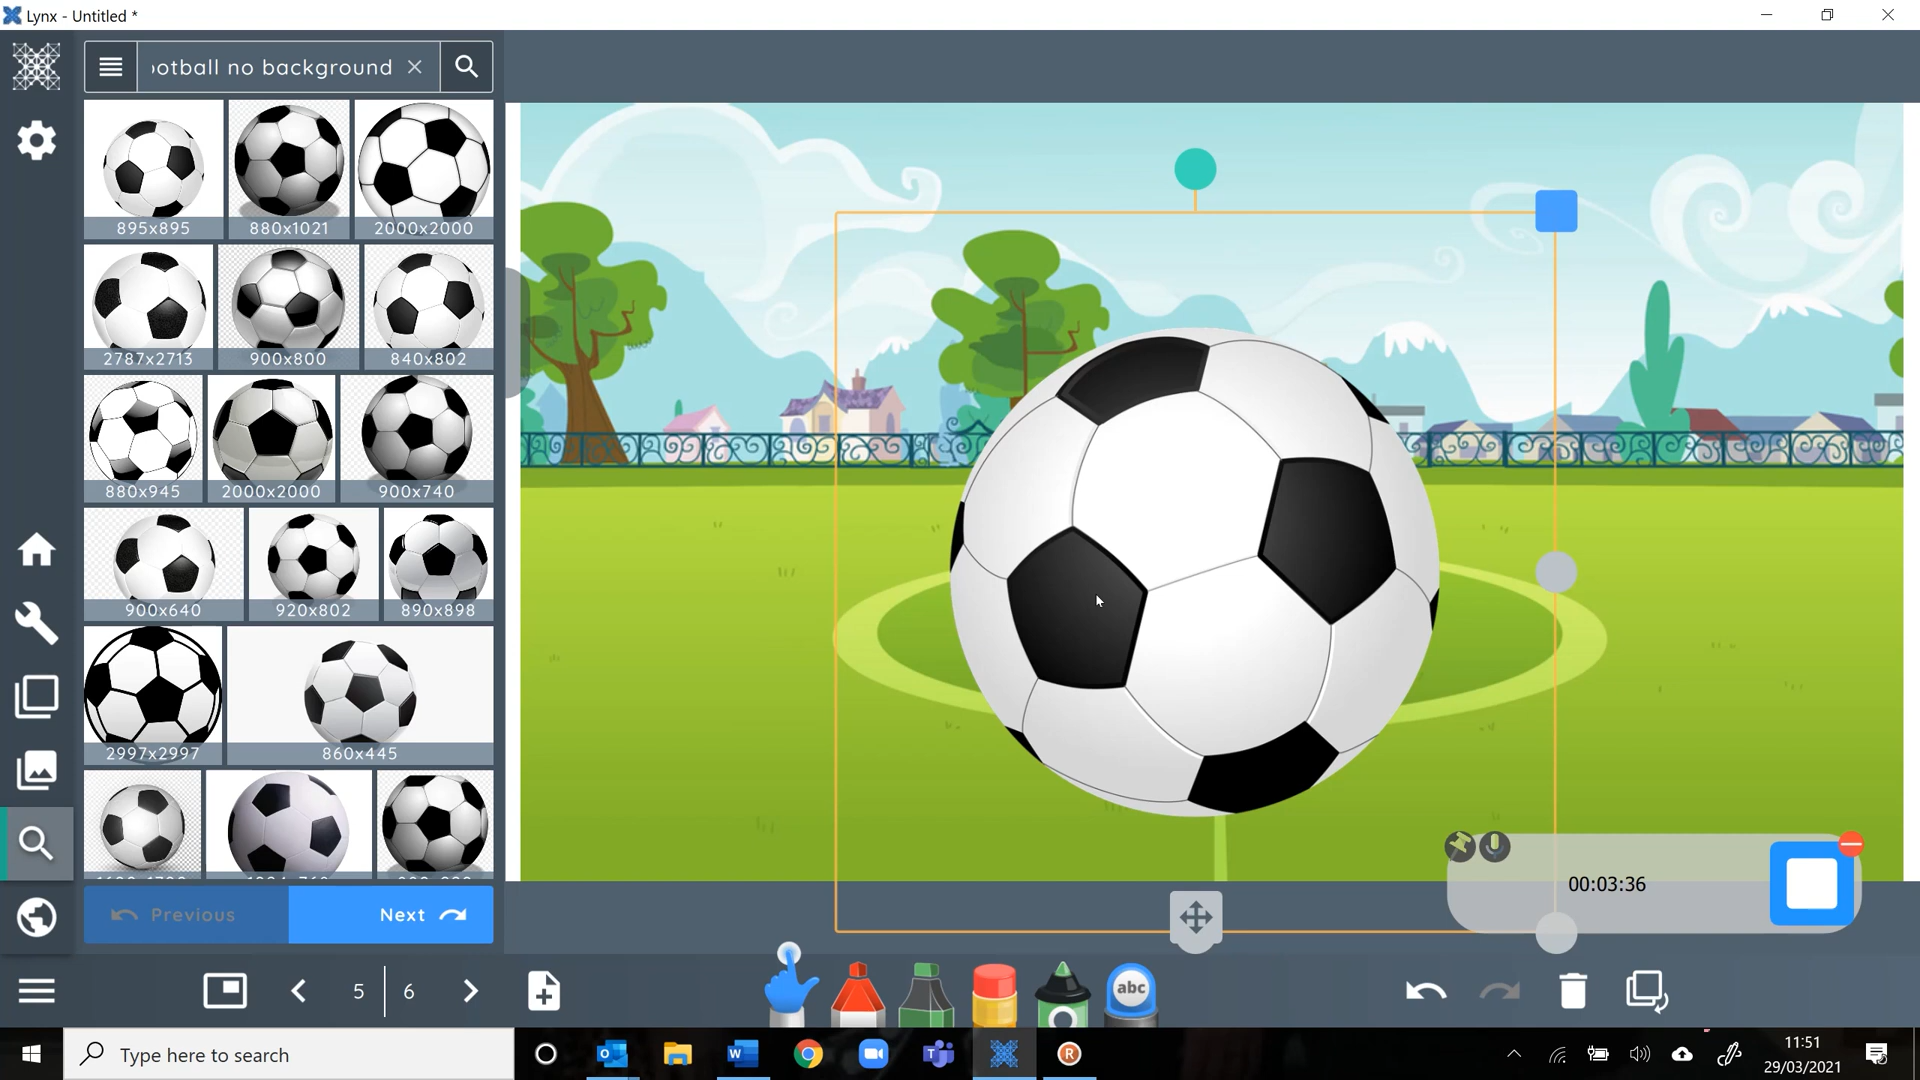 Lynx - Untitled *
otball no background
895x895
880x1021
2000x2000
2787x2713
900x800
840x802
880x945
2000x2000
900x740
900x640
920x802
890x898
2997x2997
860x445
Previous
Next
00:03:36
5
6
abc
Type here to search
11:51
29/03/2021